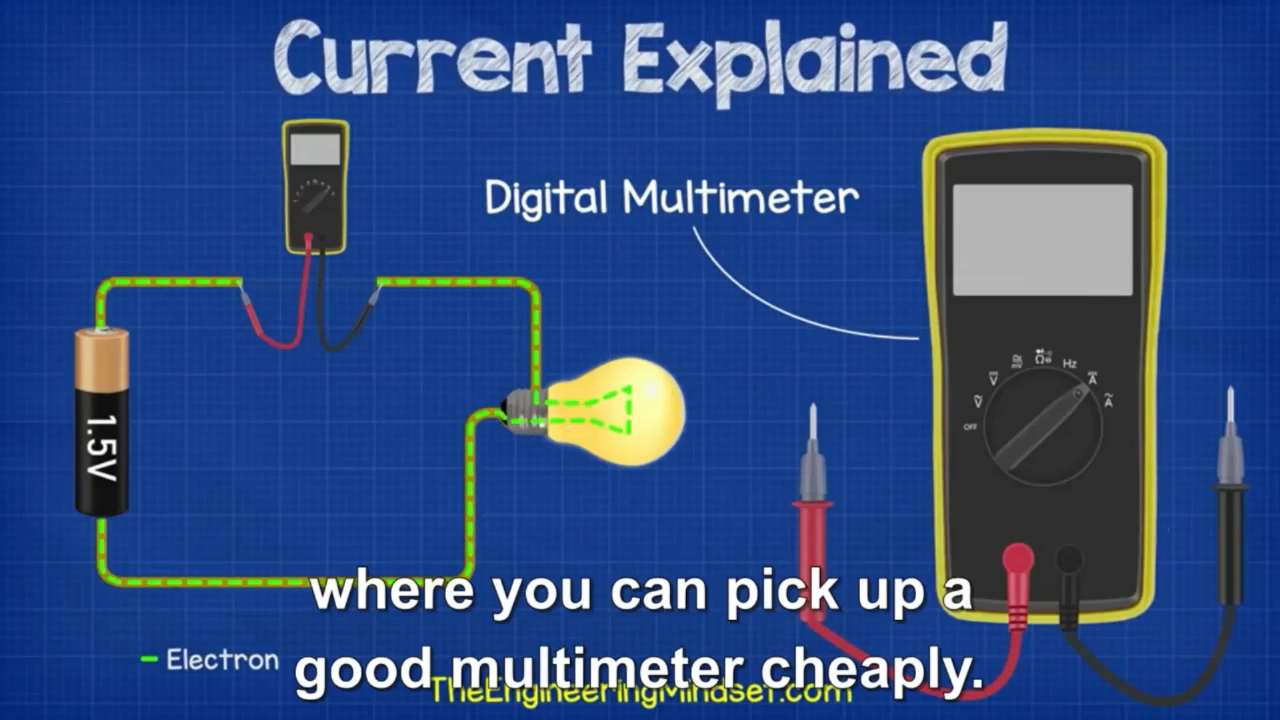 Current Explained
Digital Multimeter
Hz
V
A
V
A
OFF
1.5V
where you can pick up a
Electron
good multimeter cheaply.
TheEngineeringMindset.com